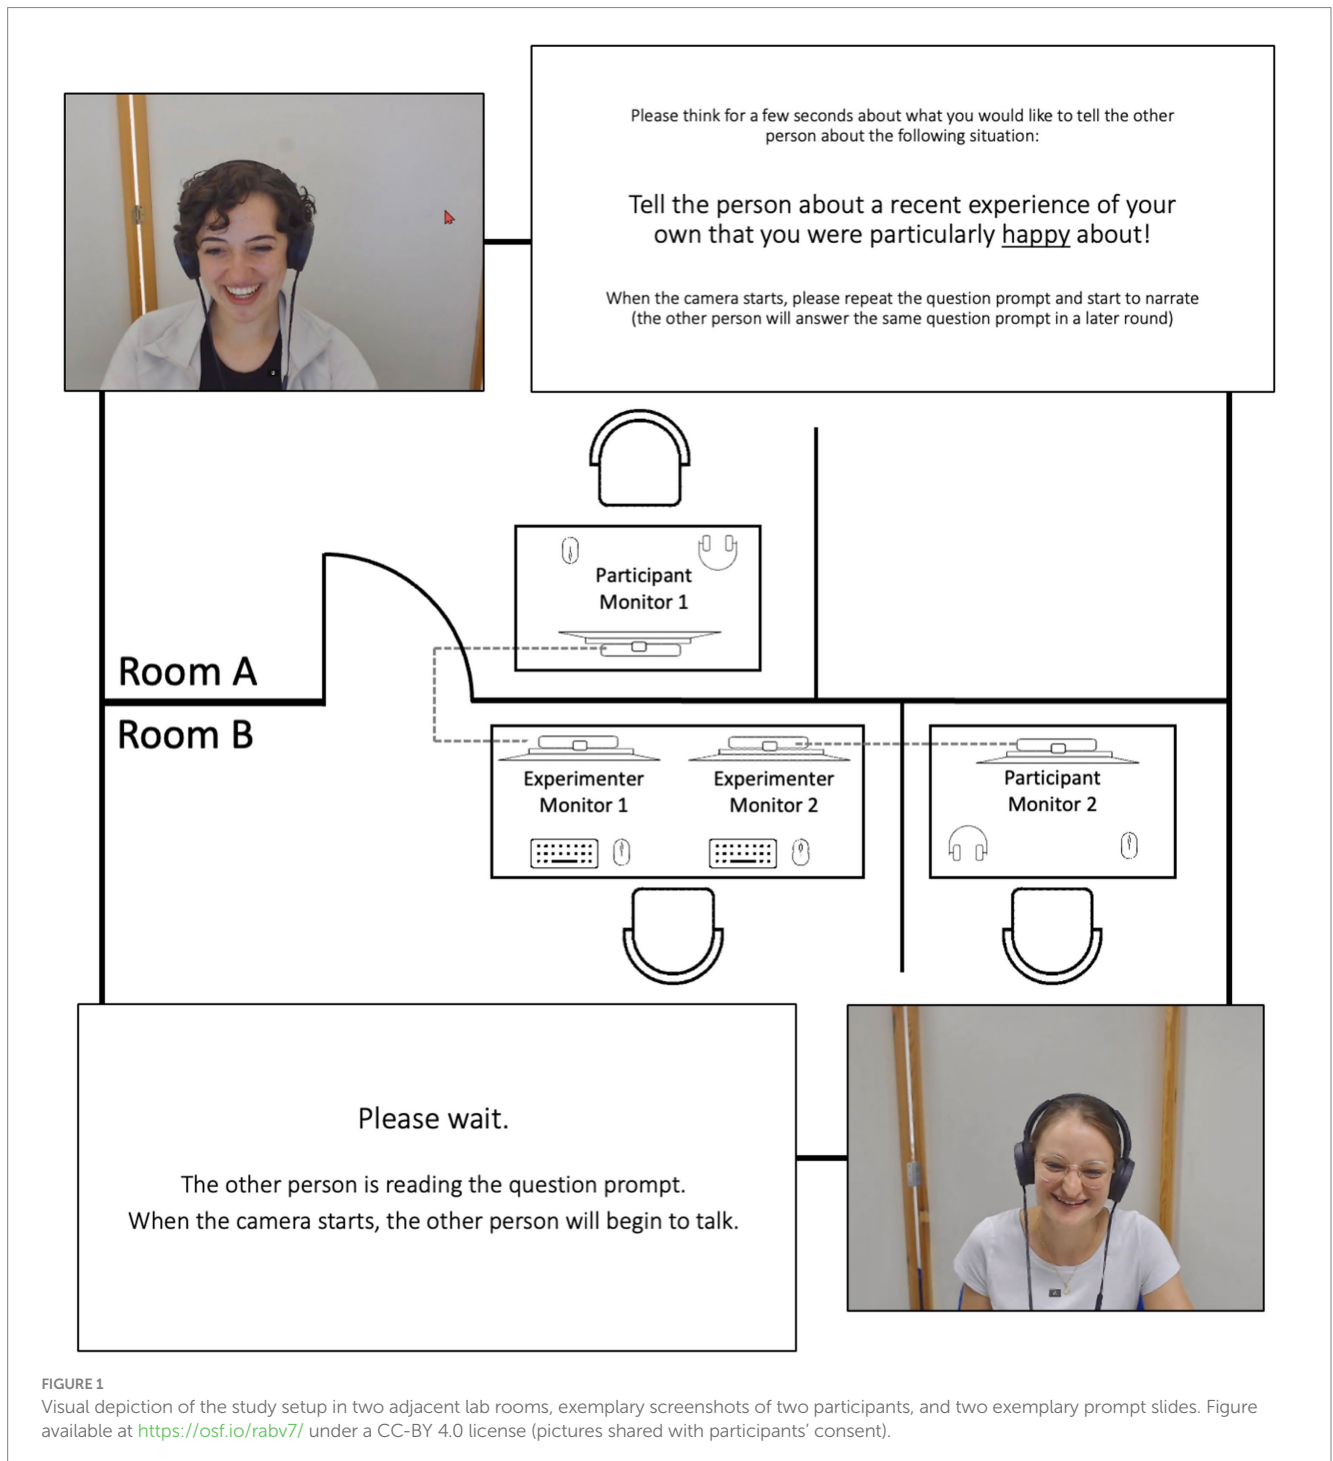 Please think for a few seconds about what you would like to tell the other
person about the following situation:
Tell the person about a recent experience of your
own that you were particularly happy about!
When the camera starts, please repeat the question prompt and start to narrate
(the other person will answer the same question prompt in a later round)
Participant
Monitor 1
Room A
Room B
Experimenter
Monitor 1
Experimenter
Monitor 2
Participant
Monitor 2
Please wait.
The other person is reading the question prompt.
When the camera starts, the other person will begin to talk.
FIGURE 1
Visual depiction of the study setup in two adjacent lab rooms, exemplary screenshots of two participants, and two exemplary prompt slides. Figure
available at https://osf.io/rabv7/ under a CC-BY 4.0 license (pictures shared with participants’ consent).